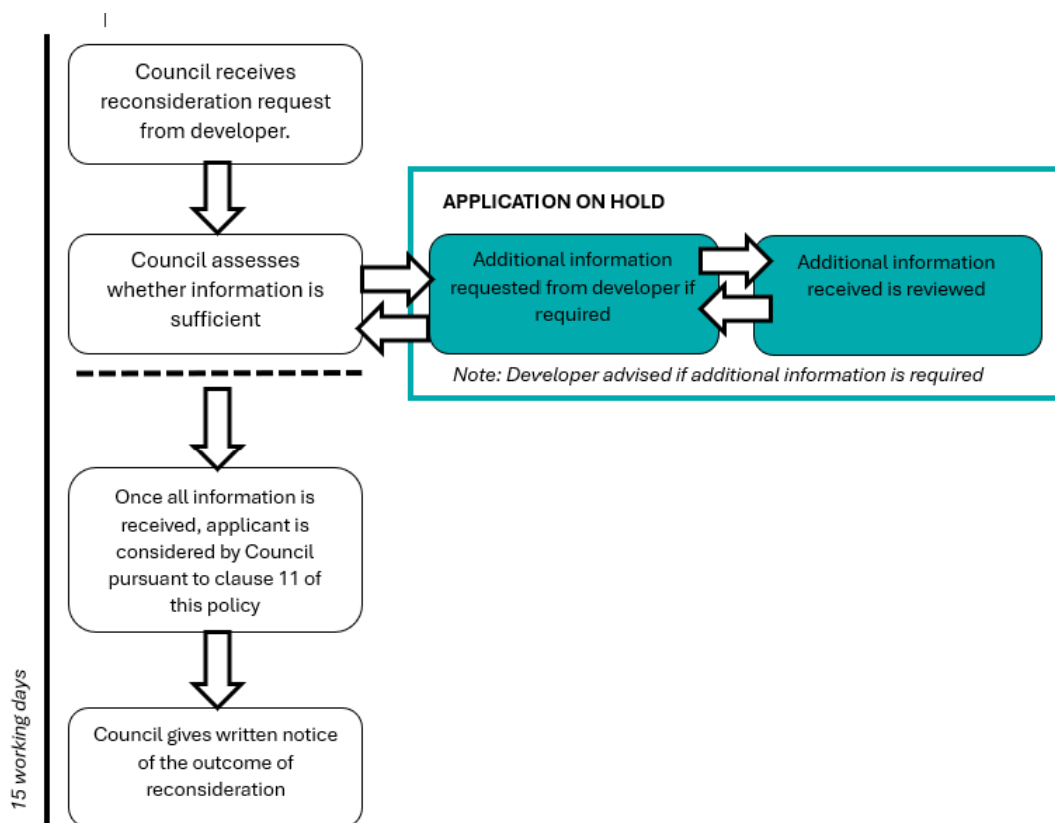 Council receives
reconsideration request
from developer.
APPLICATION ON HOLD
Council assesses
whether information is
sufficient
Additional information
requested from developer if
required
Additional information
received is reviewed
Note: Developer advised if additional information is required
Once all information is
received, applicant is
considered by Council
pursuant to clause 11 of
this policy
15 working days
Council gives written notice
of the outcome of
reconsideration